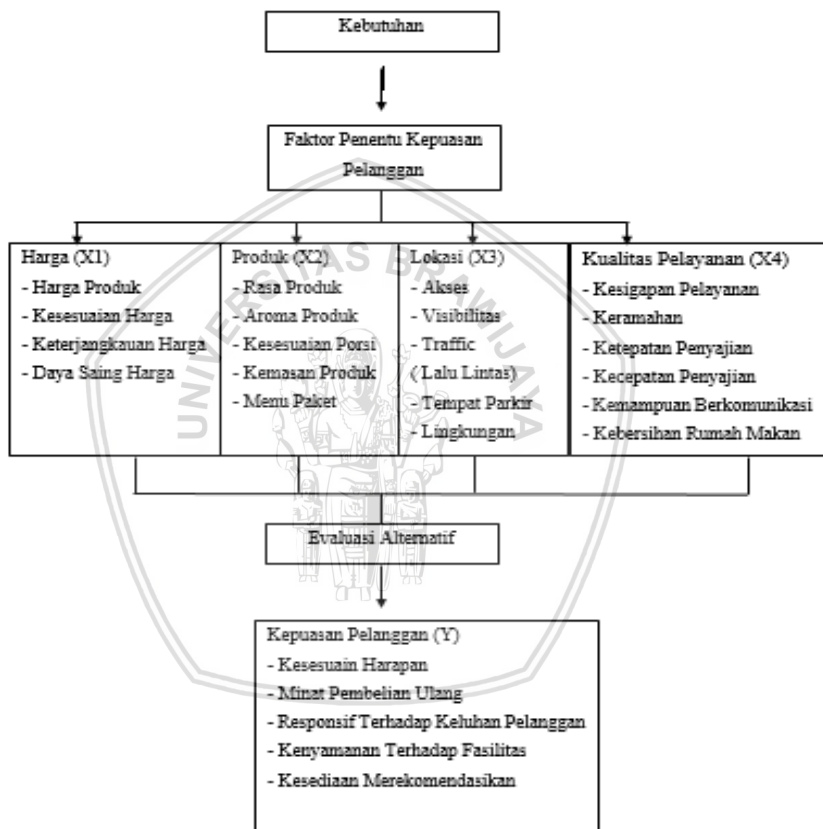 Kebutuhan
Faktor Penentu Kepuasan
Pelanggan
Harga (X1)
- Harga Produk
- Kesesuaian Harga
- Keterjangkauan Harga
- Daya Saing Harga
Produk (X2)
- Rasa Produk
- Aroma Produk
- Kesesuaian Porsi
- Kemasan Produk
- Menu Paket
Lokasi (X3)
- Akses
- Visibilitas
- Traffic
( Lalu Lintas)
- Tempat Parkir
- Lingkungan
Kualitas Pelayanan (X4)
- Kesigapan Pelayanan
- Keramahan
- Ketepatan Penyajian
- Kecepatan Penyajian
- Kemampuan Berkomunikasi
- Kebersihan Rumah Makan
UNIVERSITAS BRAWIJAYA
Evaluasi Alternatif
Kepuasan Pelanggan (Y)
- Kesesuain Harapan
- Minat Pembelian Ulang
- Responsif Terhadap Keluhan Pelanggan
- Kenyamanan Terhadap Fasilitas
- Kesediaan Merekomendasikan